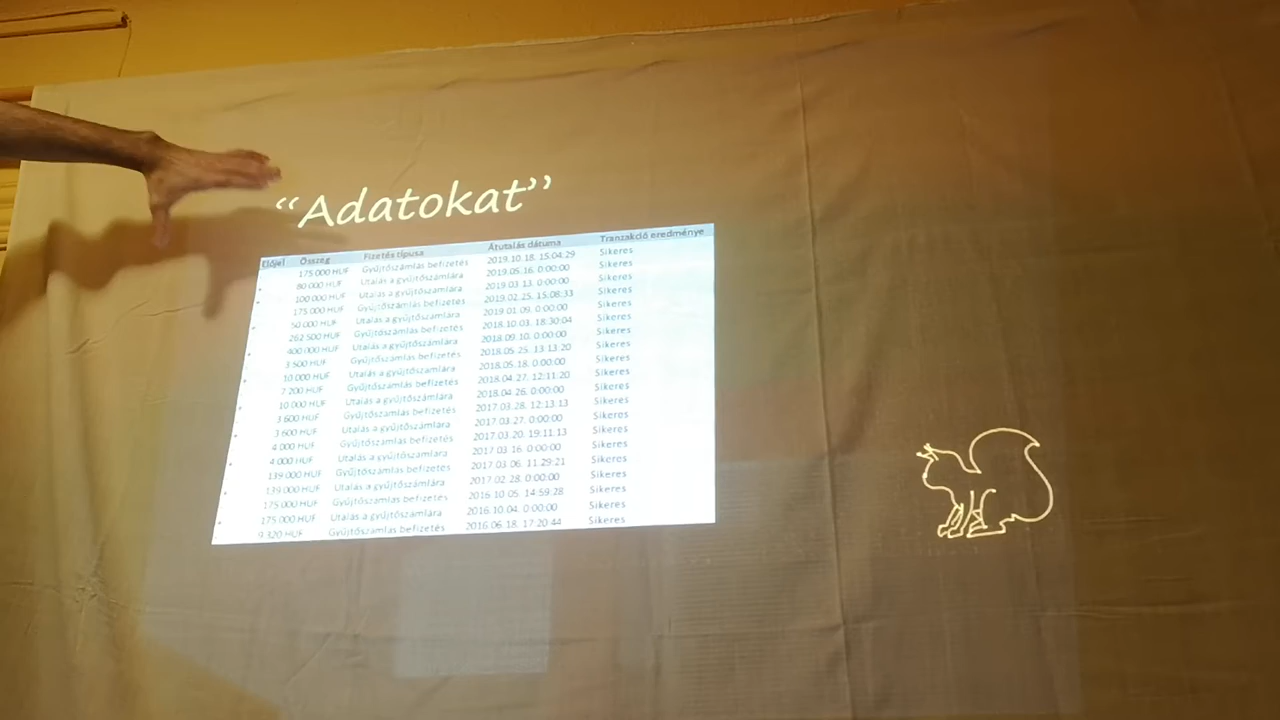 “Adatokat”
Előjel Összeg Fizetés típusa Átutalás dátuma Tranzakció eredménye
175 000 HUF Gyűjtőszámlás befizetés 2019.10.18. 15:04:29 Sikeres
- 80 000 HUF Utalás a gyűjtőszámlára 2019.05.16. 0:00:00 Sikeres
- 100 000 HUF Utalás a gyűjtőszámlára 2019.03.13. 0:00:00 Sikeres
175 000 HUF Gyűjtőszámlás befizetés 2019.02.25. 15:08:33 Sikeres
- 50 000 HUF Utalás a gyűjtőszámlára 2019.01.09. 0:00:00 Sikeres
262 500 HUF Gyűjtőszámlás befizetés 2018.10.03. 18:30:04 Sikeres
- 400 000 HUF Utalás a gyűjtőszámlára 2018.09.10. 0:00:00 Sikeres
3 500 HUF Gyűjtőszámlás befizetés 2018.05.25. 13:13:20 Sikeres
- 10 000 HUF Utalás a gyűjtőszámlára 2018.05.18. 0:00:00 Sikeres
7 200 HUF Gyűjtőszámlás befizetés 2018.04.27. 12:11:20 Sikeres
- 10 000 HUF Utalás a gyűjtőszámlára 2018.04.26. 0:00:00 Sikeres
3 600 HUF Gyűjtőszámlás befizetés 2017.03.28. 12:13:13 Sikeres
- 3 600 HUF Utalás a gyűjtőszámlára 2017.03.27. 0:00:00 Sikeres
4 000 HUF Gyűjtőszámlás befizetés 2017.03.20. 19:11:13 Sikeres
- 4 000 HUF Utalás a gyűjtőszámlára 2017.03.16. 0:00:00 Sikeres
139 000 HUF Gyűjtőszámlás befizetés 2017.03.06. 11:29:21 Sikeres
- 139 000 HUF Utalás a gyűjtőszámlára 2017.02.28. 0:00:00 Sikeres
175 000 HUF Gyűjtőszámlás befizetés 2016.10.05. 14:59:28 Sikeres
- 175 000 HUF Utalás a gyűjtőszámlára 2016.10.04. 0:00:00 Sikeres
9 320 HUF Gyűjtőszámlás befizetés 2016.06.18. 17:20:44 Sikeres